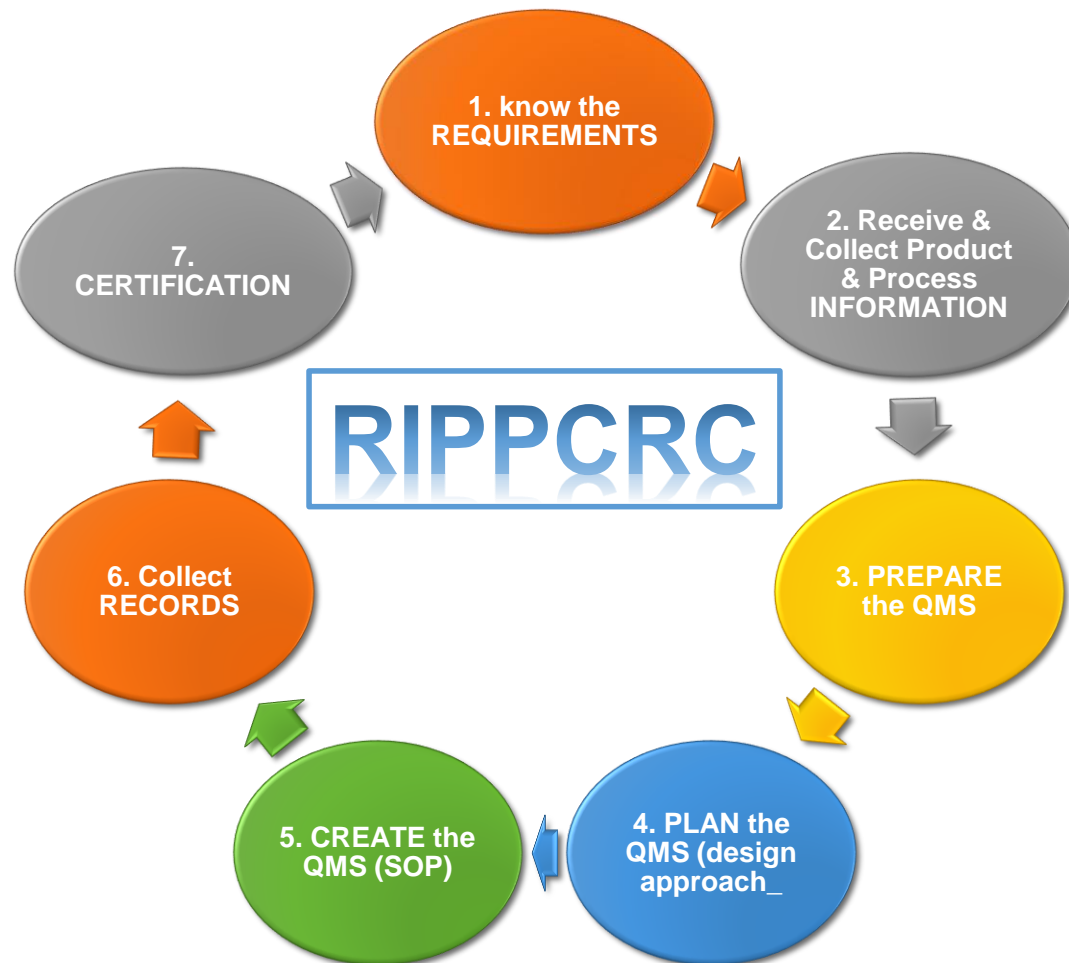 1. know the
REQUIREMENTS
2. Receive &
Collect Product
& Process
INFORMATION
3. PREPARE
the QMS
4. PLAN the
QMS (design
approach_
5. CREATE the
QMS (SOP)
6. Collect
RECORDS
7.
CERTIFICATION
RIPPCRC